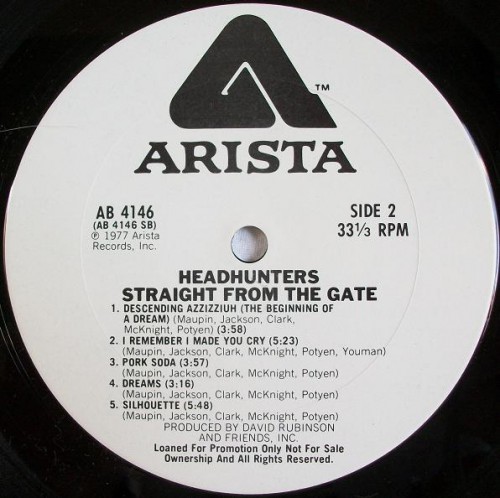 ™
ARISTA
AB 4146
(AB 4146 SB)
℗ 1977 Arista
Records, Inc.
SIDE 2
33⅓ RPM
HEADHUNTERS
STRAIGHT FROM THE GATE
1. DESCENDING AZZIZZIUH (THE BEGINNING OF
A DREAM) (Maupin, Jackson, Clark,
McKnight, Potyen) (3:58)
2. I REMEMBER I MADE YOU CRY (5:23)
(Maupin, Jackson, Clark, McKnight, Potyen, Youman)
3. PORK SODA (3:57)
(Maupin, Jackson, Clark, McKnight, Potyen)
4. DREAMS (3:16)
(Maupin, Jackson, Clark, McKnight, Potyen)
5. SILHOUETTE (5:48)
(Maupin, Jackson, Clark, McKnight, Potyen)
PRODUCED BY DAVID RUBINSON
AND FRIENDS, INC.
Loaned For Promotion Only Not For Sale
Ownership And All Rights Reserved.